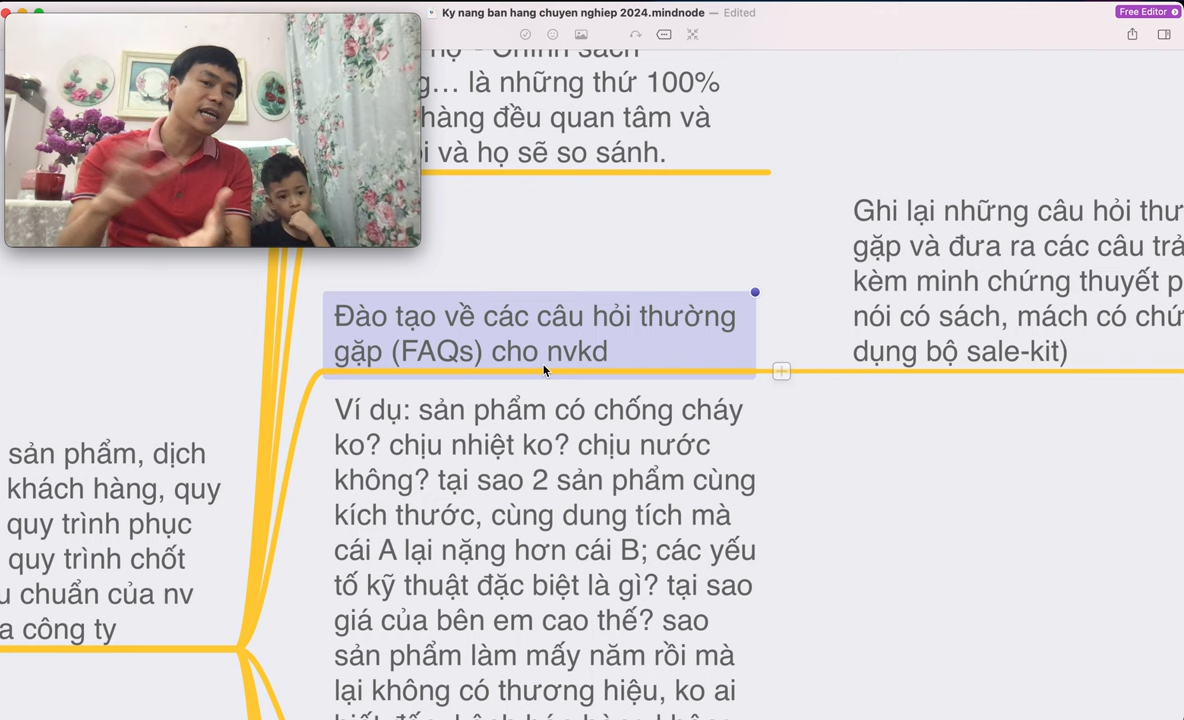 Ky nang ban hang chuyen nghiep 2024.mindnode — Edited
Free Editor
họ - Chính sách
là những thứ 100%
hàng đều quan tâm và
và họ sẽ so sánh.
Ghi lại những câu hỏi
gặp và đưa ra các câu
kèm minh chứng thuyết
nói có sách, mách có
dụng bộ sale-kit)
Đào tạo về các câu hỏi thường
gặp (FAQs) cho nvkd
Ví dụ: sản phẩm có chống cháy
ko? chịu nhiệt ko? chịu nước
không? tại sao 2 sản phẩm cùng
kích thước, cùng dung tích mà
cái A lại nặng hơn cái B; các yếu
tố kỹ thuật đặc biệt là gì? tại sao
giá của bên em cao thế? sao
sản phẩm làm mấy năm rồi mà
lại không có thương hiệu, ko ai
sản phẩm, dịch
khách hàng, quy
quy trình phục
quy trình chốt
chuẩn của nv
công ty